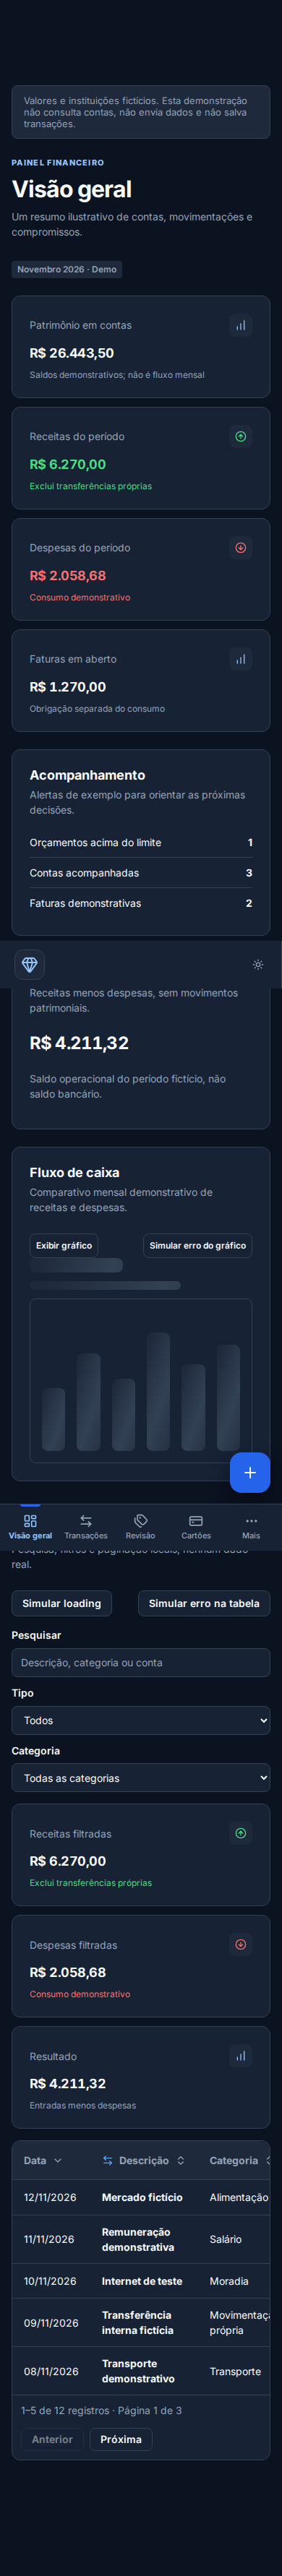 Valores e instituições fictícios. Esta demonstração
não consulta contas, não envia dados e não salva
transações.
PAINEL FINANCEIRO
Visão geral
Um resumo ilustrativo de contas, movimentações e
compromissos.
Novembro 2026 · Demo
Patrimônio em contas
R$ 26.443,50
Saldos demonstrativos; não é fluxo mensal
Receitas do período
R$ 6.270,00
Exclui transferências próprias
Despesas do período
R$ 2.058,68
Consumo demonstrativo
Faturas em aberto
R$ 1.270,00
Obrigação separada do consumo
Acompanhamento
Alertas de exemplo para orientar as próximas
decisões.
Orçamentos acima do limite 1
Contas acompanhadas 3
Faturas demonstrativas 2
Receitas menos despesas, sem movimentos
patrimoniais.
R$ 4.211,32
Saldo operacional do período fictício, não
saldo bancário.
Fluxo de caixa
Comparativo mensal demonstrativo de
receitas e despesas.
Exibir gráfico Simular erro do gráfico
Visão geral Transações Revisão Cartões Mais
Pesquisa, filtros e paginação locais, nenhum dado
real.
Simular loading Simular erro na tabela
Pesquisar
Descrição, categoria ou conta
Tipo
Todos
Categoria
Todas as categorias
Receitas filtradas
R$ 6.270,00
Exclui transferências próprias
Despesas filtradas
R$ 2.058,68
Consumo demonstrativo
Resultado
R$ 4.211,32
Entradas menos despesas
Data Descrição Categoria
12/11/2026 Mercado fictício Alimentação
11/11/2026 Remuneração
demonstrativa Salário
10/11/2026 Internet de teste Moradia
09/11/2026 Transferência
interna fictícia Movimentaç
própria
08/11/2026 Transporte
demonstrativo Transporte
1–5 de 12 registros · Página 1 de 3
Anterior Próxima